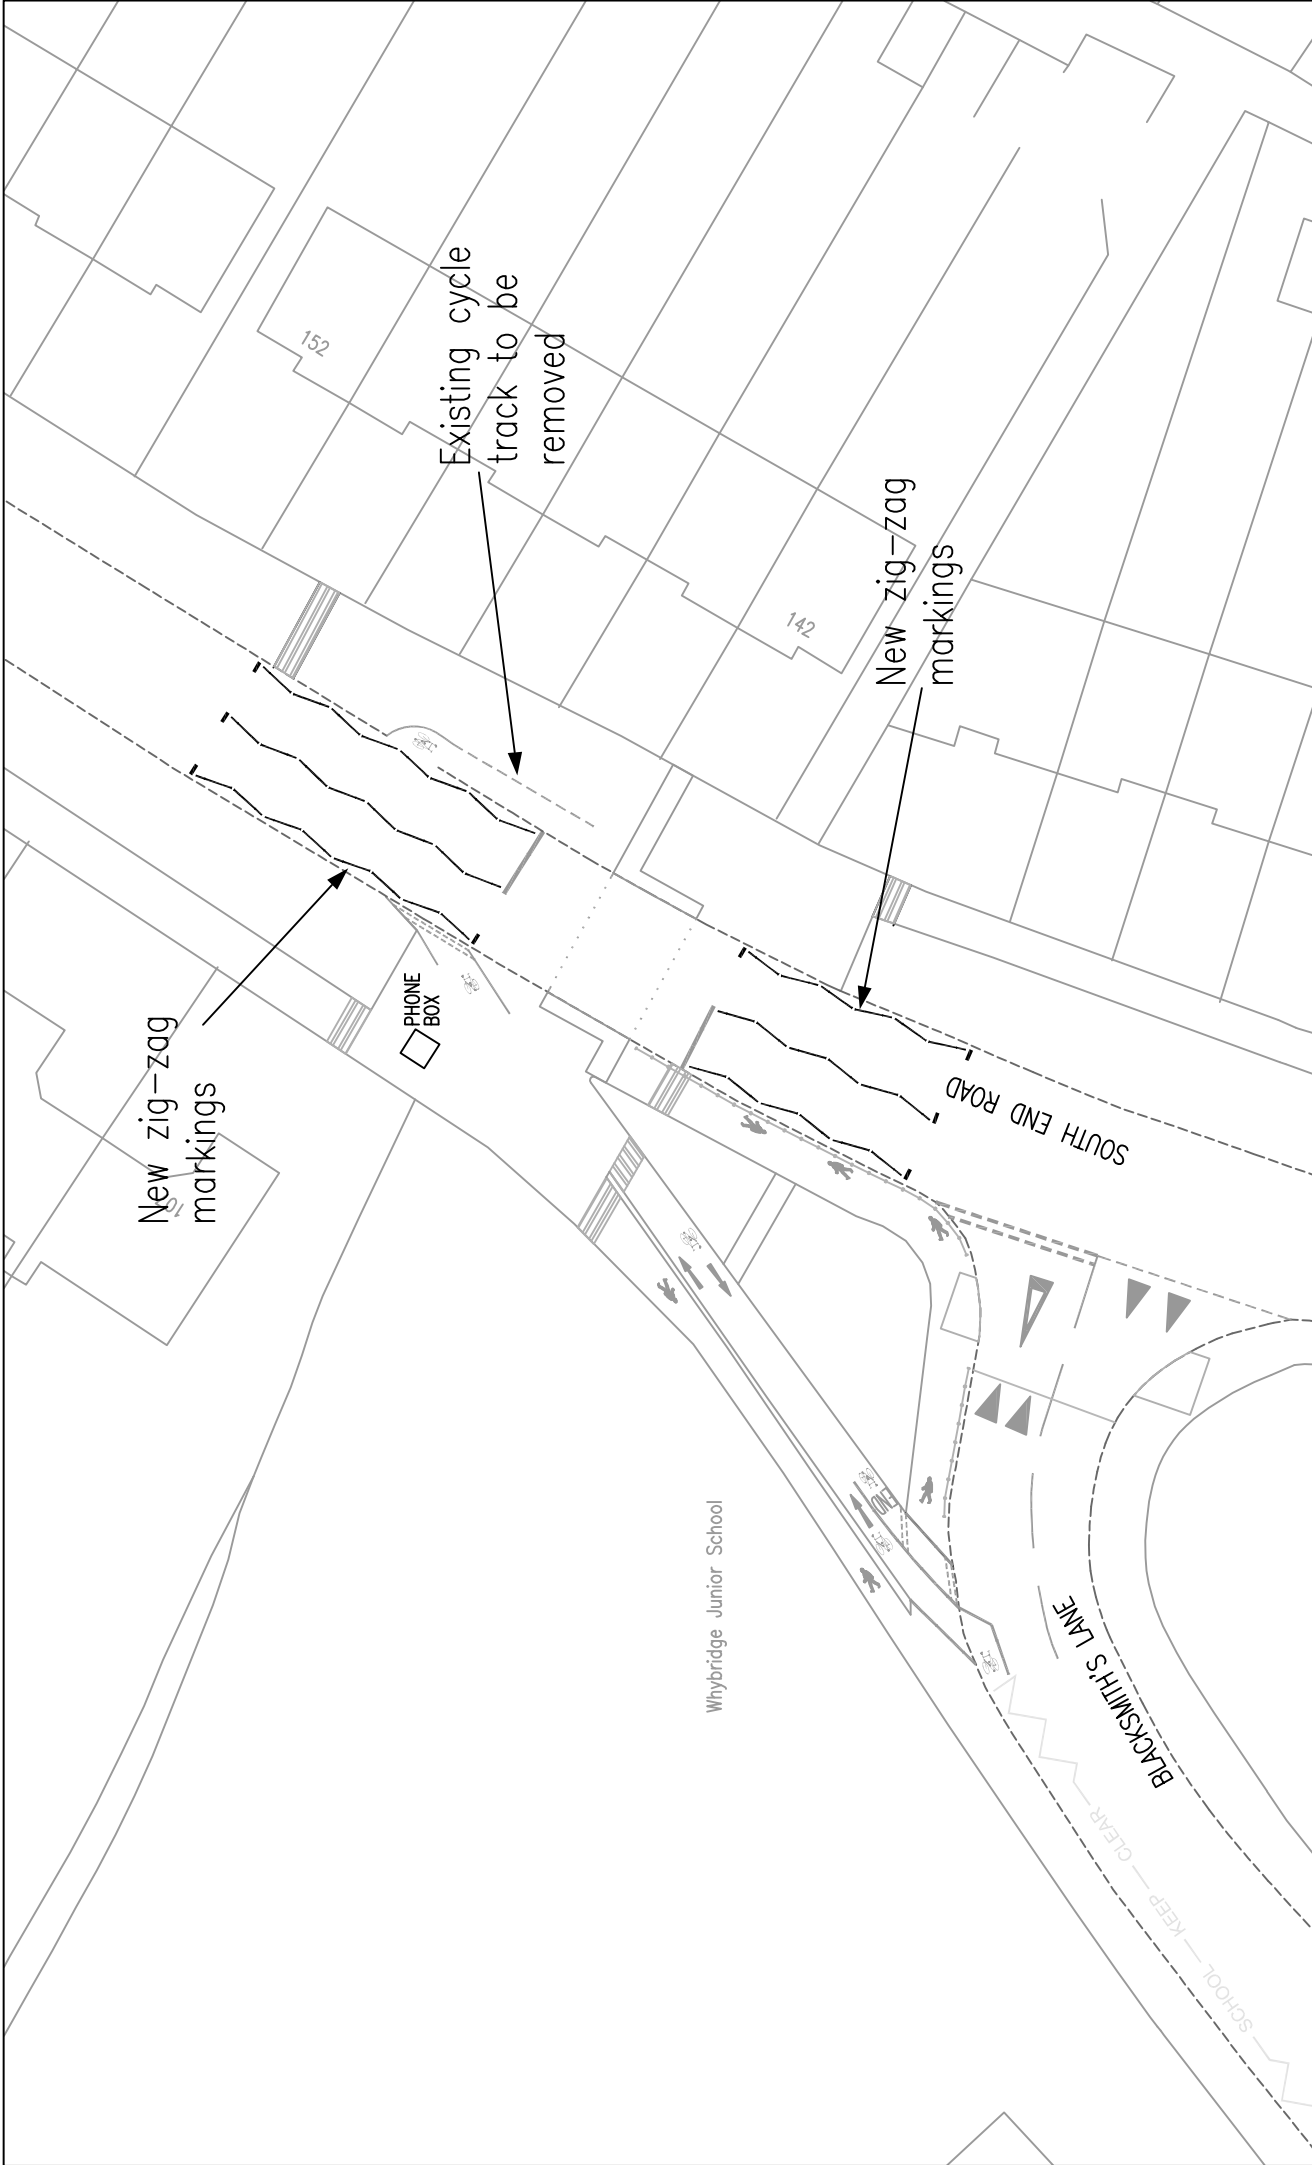 Existing cycle
track to be
removed
152
142
New zig-zag
markings
New zig-zag
markings
PHONE
BOX
SOUTH END ROAD
Whybridge Junior School
END
BLACKSMITH'S LANE
SCHOOL — KEEP — CLEAR